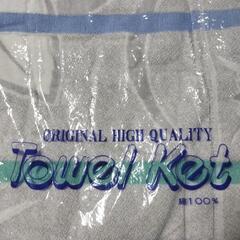 ORIGINAL HIGH QUALITY
Towel Ket
綿100%